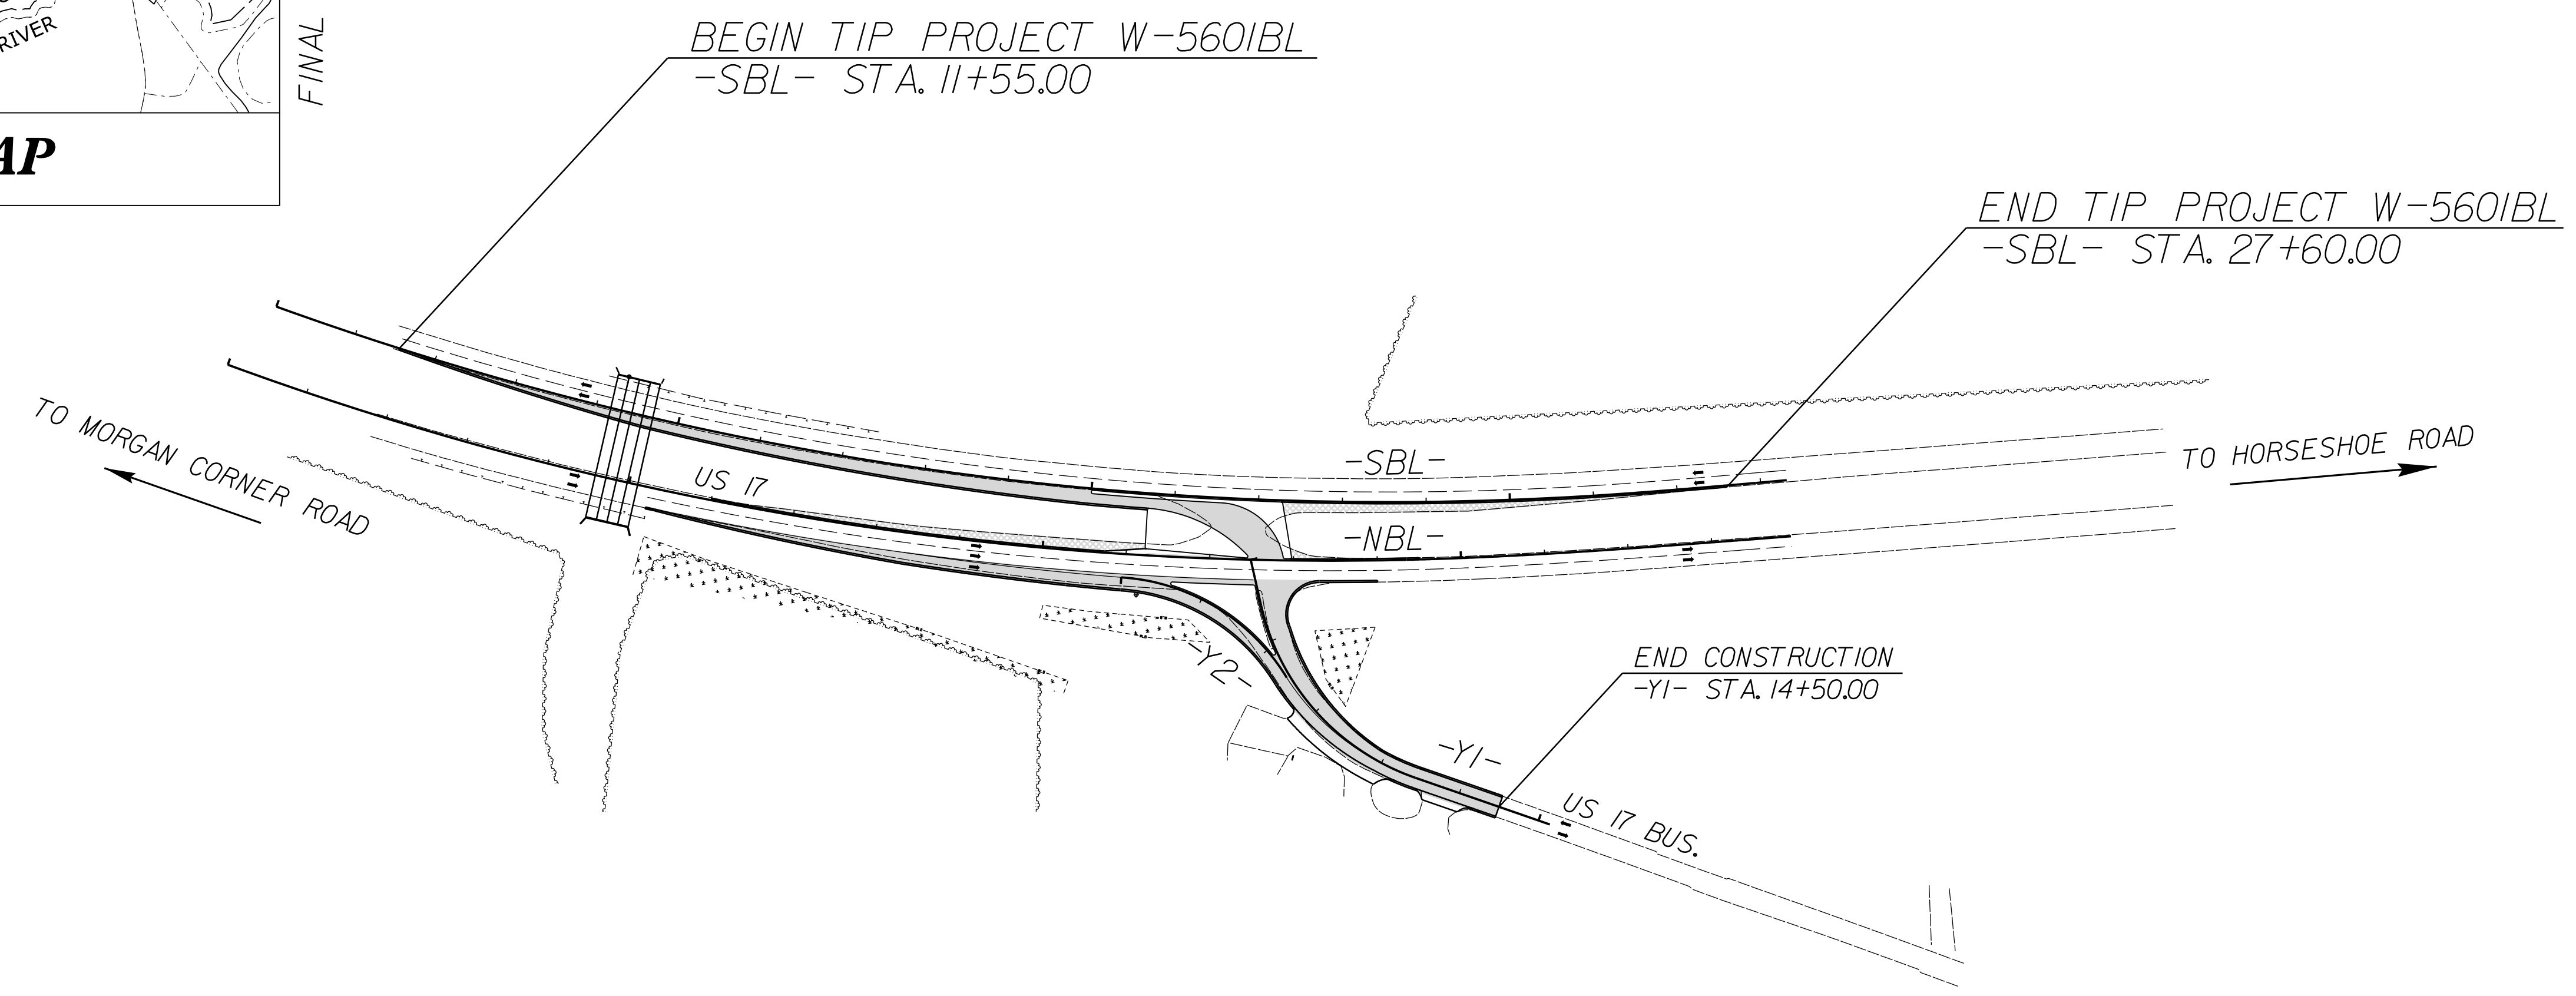 RIVER
FINAL
BEGIN TIP PROJECT W-5601BL
-SBL- STA. 11+55.00
END TIP PROJECT W-5601BL
-SBL- STA. 27+60.00
TO MORGAN CORNER ROAD
US 17
-SBL-
-NBL-
TO HORSESHOE ROAD
-Y2-
END CONSTRUCTION
-Y1- STA. 14+50.00
-Y1-
US 17 BUS.